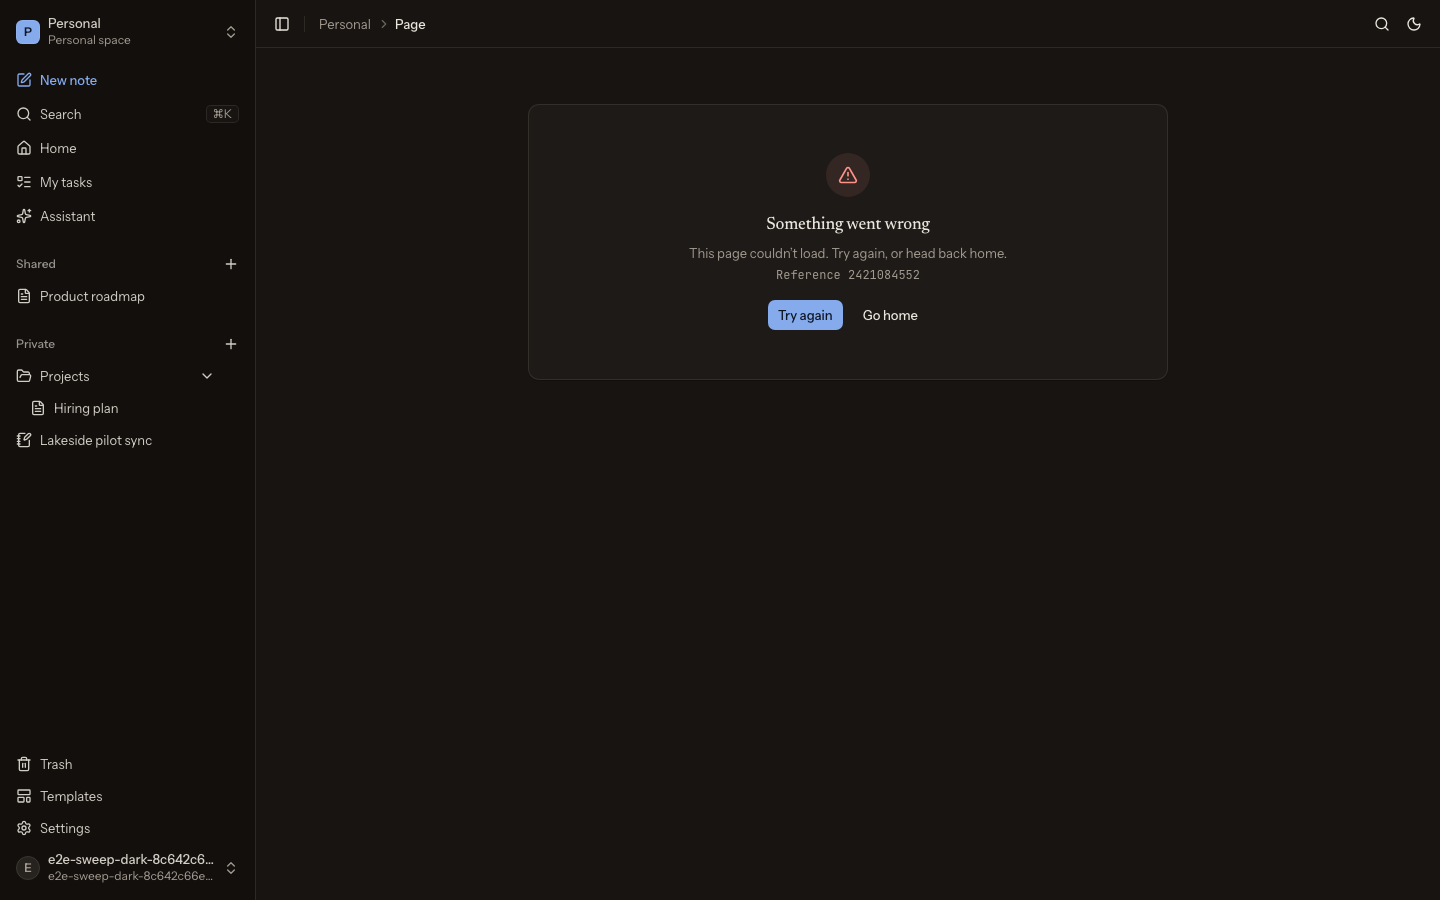 P
Personal
Personal space
New note
Search
⌘K
Home
My tasks
Assistant
Shared
Product roadmap
Private
Projects
Hiring plan
Lakeside pilot sync
Trash
Templates
Settings
E
e2e-sweep-dark-8c642c6…
e2e-sweep-dark-8c642c66e…
Personal > Page
Something went wrong
This page couldn’t load. Try again, or head back home.
Reference 2421084552
Try again
Go home